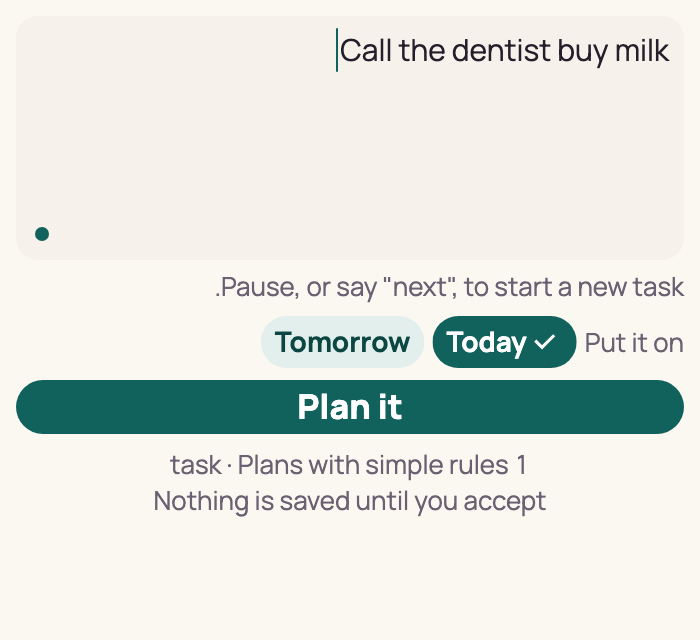 Call the dentist buy milk
.Pause, or say "next", to start a new task
Put it on Today ✓ Tomorrow
Plan it
task · Plans with simple rules 1
Nothing is saved until you accept